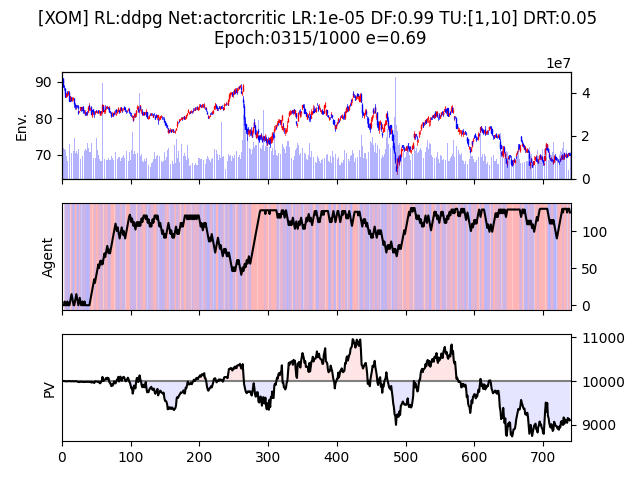 [XOM] RL:ddpg Net:actorcritic LR:1e-05 DF:0.99 TU:[1,10] DRT:0.05
Epoch:0315/1000 e=0.69
1e7
90
80
70
Env.
4
2
0
Agent
100
50
0
PV
11000
10000
9000
0 100 200 300 400 500 600 700